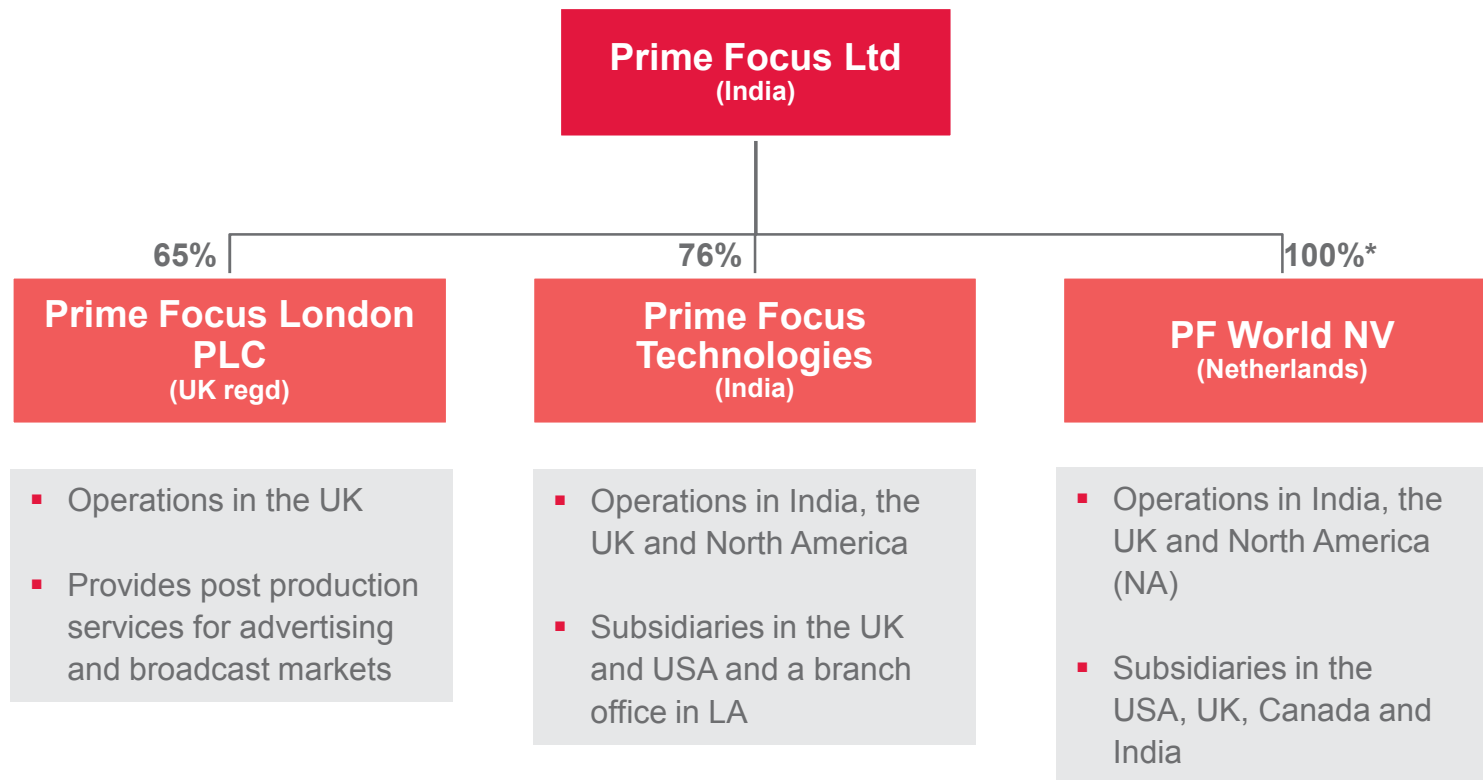 Prime Focus Ltd
(India)
65%
76%
100%*
Prime Focus London
PLC
(UK regd)
Prime Focus
Technologies
(India)
PF World NV
(Netherlands)
▪ Operations in the UK
▪ Provides post production
services for advertising
and broadcast markets
▪ Operations in India, the
UK and North America
▪ Subsidiaries in the UK
and USA and a branch
office in LA
▪ Operations in India, the
UK and North America
(NA)
▪ Subsidiaries in the
USA, UK, Canada and
India